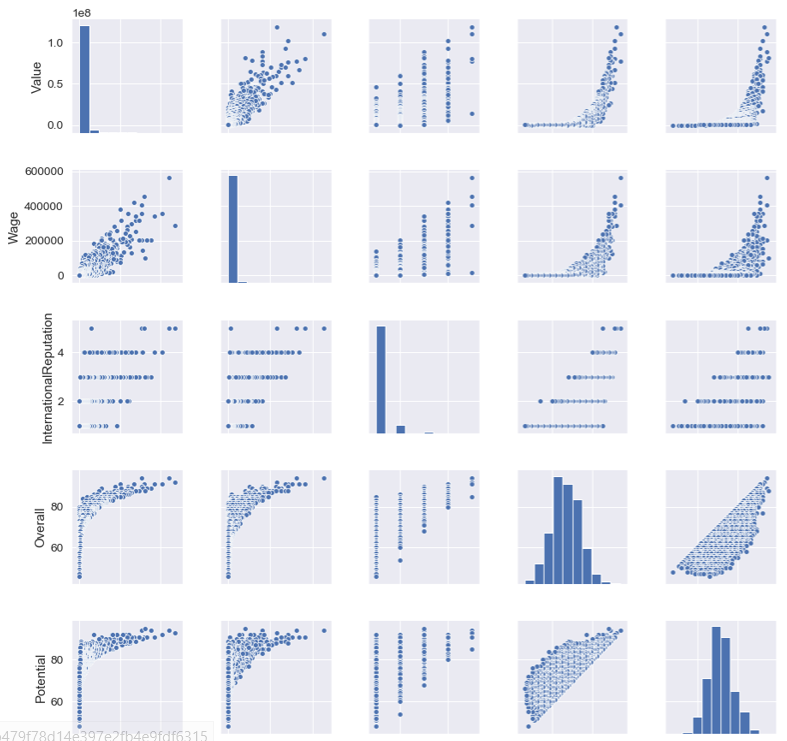 1e8
1.0
Value
0.5
0.0
600000
400000
Wage
200000
0
InternationalReputation
4
2
Overall
80
60
Potential
80
60
479f78d14e397e2fb4e9fdf6315